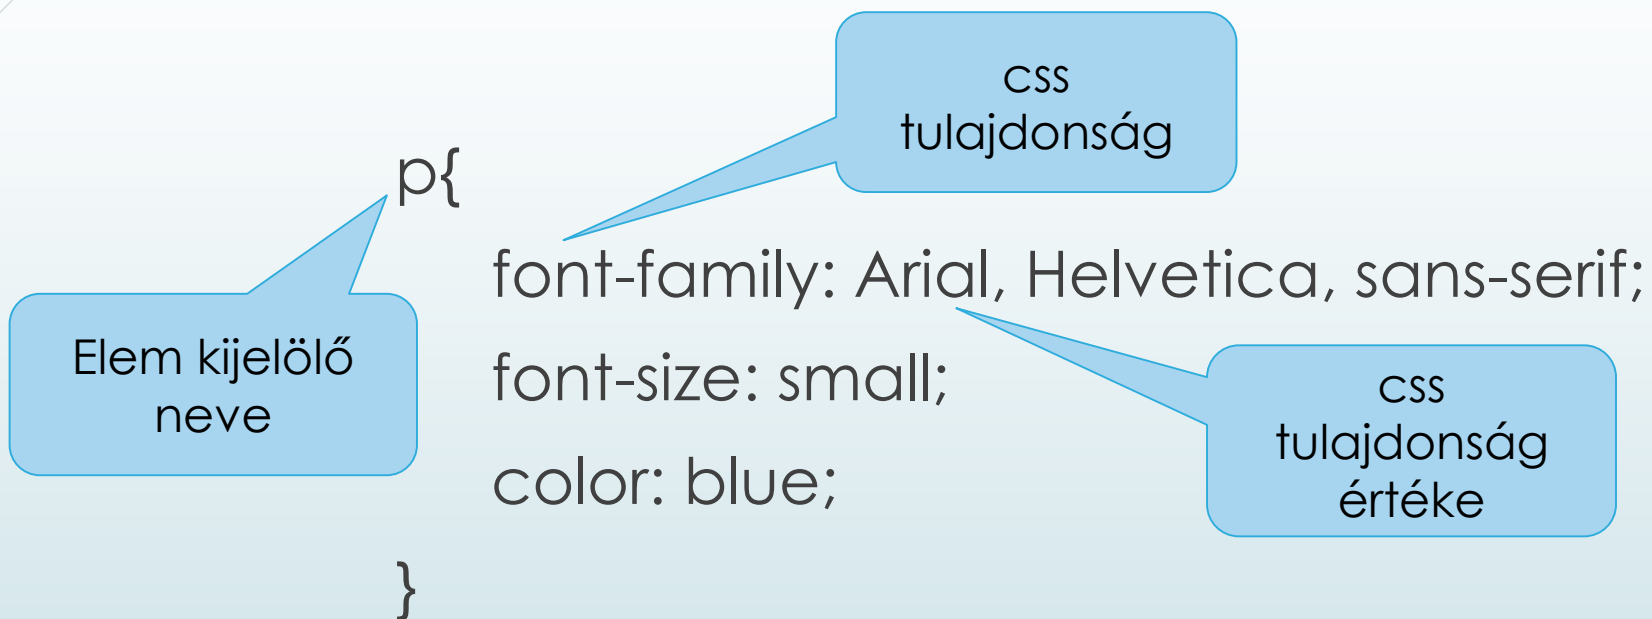 css
tulajdonság
p{
font-family: Arial, Helvetica, sans-serif;
Elem kijelölő
neve
font-size: small;
css
tulajdonság
értéke
color: blue;
}